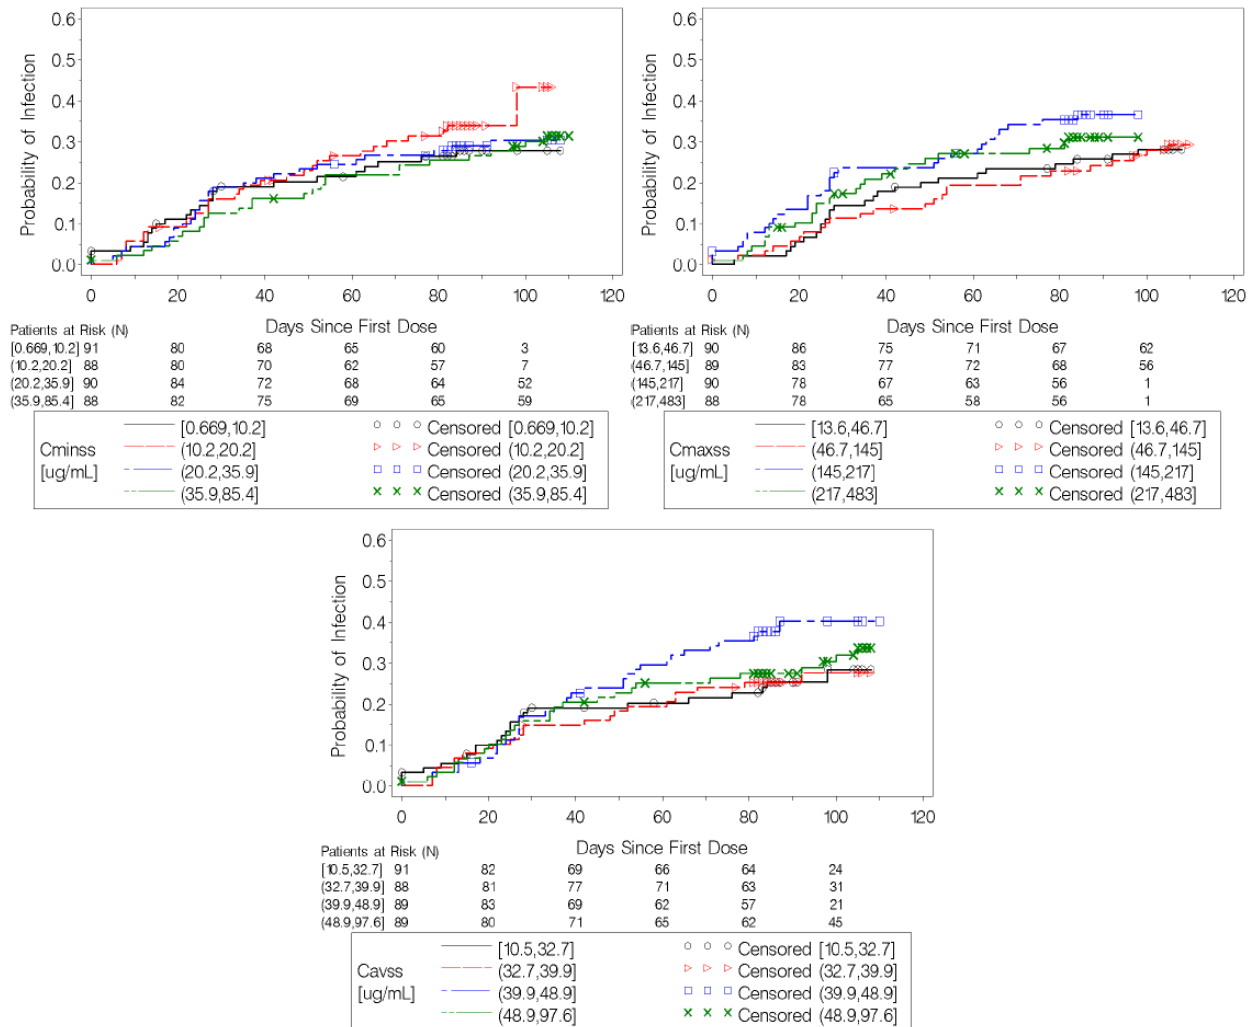 0.6
0.5
0.4
0.3
0.2
0.1
0.0
Probability of Infection
0 20 40 60 80 100 120
Days Since First Dose
Patients at Risk (N)
[0.669,10.2] 91 80 68 65 60 3
(10.2,20.2] 88 80 70 62 57 7
(20.2,35.9] 90 84 72 68 64 52
(35.9,85.4] 88 82 75 69 65 59
Cminss
[ug/mL]
[0.669,10.2] Censored [0.669,10.2]
(10.2,20.2] Censored (10.2,20.2]
(20.2,35.9] Censored (20.2,35.9]
(35.9,85.4] Censored (35.9,85.4]
0.6
0.5
0.4
0.3
0.2
0.1
0.0
Probability of Infection
0 20 40 60 80 100 120
Days Since First Dose
Patients at Risk (N)
[13.6,46.7] 90 86 75 71 67 62
(46.7,145] 89 83 77 72 68 56
(145,217] 90 78 67 63 56 1
(217,483] 88 78 65 58 56 1
Cmaxss
[ug/mL]
[13.6,46.7] Censored [13.6,46.7]
(46.7,145] Censored (46.7,145]
(145,217] Censored (145,217]
(217,483] Censored (217,483]
0.6
0.5
0.4
0.3
0.2
0.1
0.0
Probability of Infection
0 20 40 60 80 100 120
Days Since First Dose
Patients at Risk (N)
[10.5,32.7] 91 82 69 66 64 24
(32.7,39.9] 88 81 77 71 63 31
(39.9,48.9] 89 83 69 62 57 21
(48.9,97.6] 89 80 71 65 62 45
Cavss
[ug/mL]
[10.5,32.7] Censored [10.5,32.7]
(32.7,39.9] Censored (32.7,39.9]
(39.9,48.9] Censored (39.9,48.9]
(48.9,97.6] Censored (48.9,97.6]